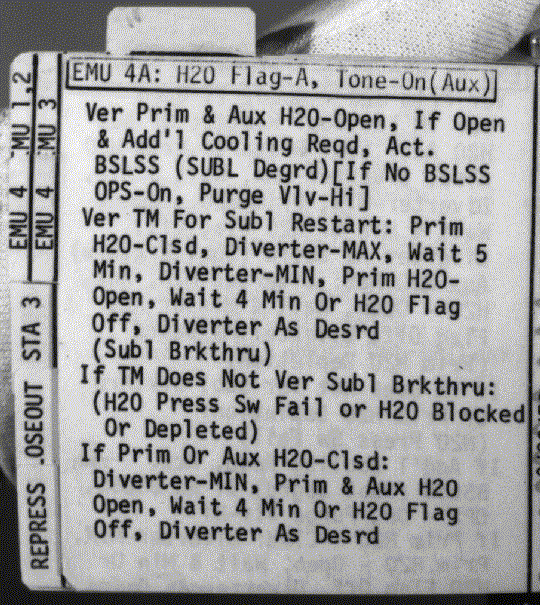 EMU 4A: H2O Flag-A, Tone-On(Aux)
Ver Prim & Aux H2O-Open, If Open
& Add'l Cooling Reqd, Act.
BSLSS (SUBL Degrd)[If No BSLSS
OPS-On, Purge Vlv-Hi]
Ver TM For Subl Restart: Prim
H2O-Clsd, Diverter-MAX, Wait 5
Min, Diverter-MIN, Prim H2O-
Open, Wait 4 Min Or H2O Flag
Off, Diverter As Desrd
(Subl Brkthru)
If TM Does Not Ver Subl Brkthru:
(H2O Press Sw Fail or H2O Blocked
Or Depleted)
If Prim Or Aux H2O-Clsd:
Diverter-MIN, Prim & Aux H2O
Open, Wait 4 Min Or H2O Flag
Off, Diverter As Desrd
EMU 4 MU 1,2
EMU 4 MU 3
STA 3
REPRESS .OSEOUT